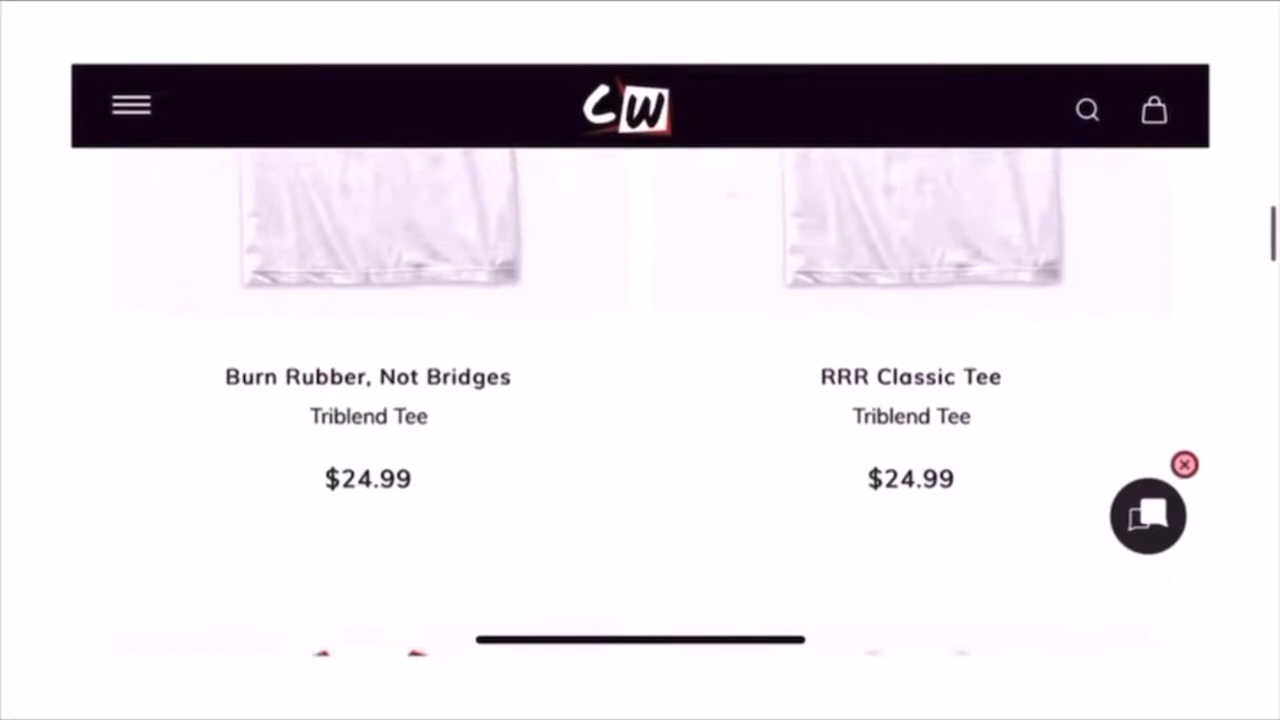 CW
Burn Rubber, Not Bridges
Triblend Tee
$24.99
RRR Classic Tee
Triblend Tee
$24.99